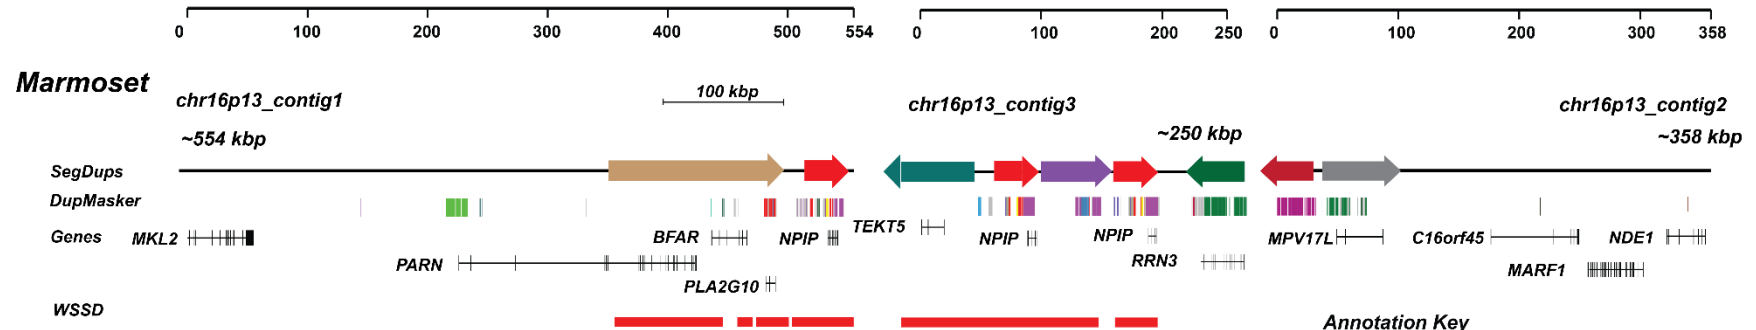 0 100 200 300 400 500 554 0 100 200 250 0 100 200 300 358
Marmoset
chr16p13_contig1 100 kbp chr16p13_contig3 chr16p13_contig2
~554 kbp ~250 kbp ~358 kbp
SegDups
DupMasker
Genes MKL2 BFAR NPIP TEKT5 NPIP NPIP MPV17L C16orf45 NDE1
PARN RRN3 MARF1
PLA2G10
WSSD
Annotation Key